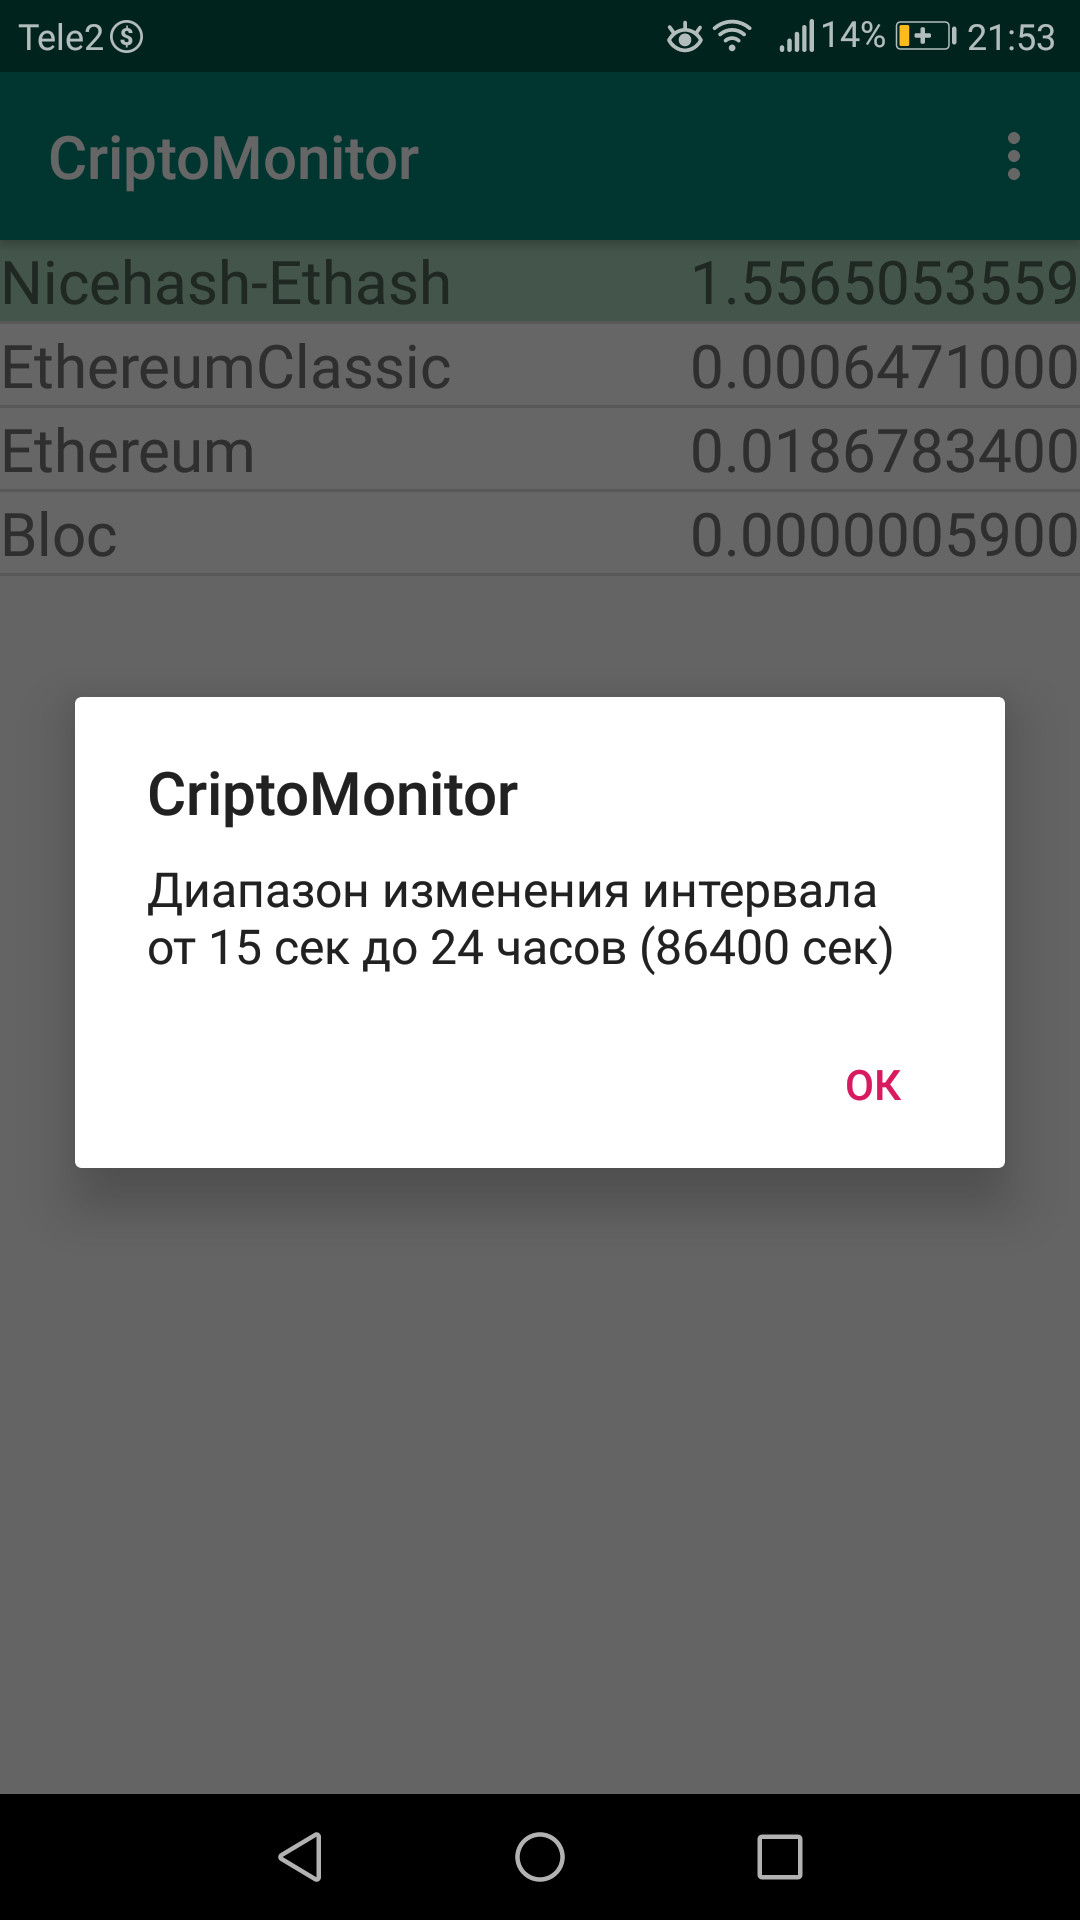 Tele2 14% 21:53
CriptoMonitor
Nicehash-Ethash 1.5565053559
EthereumClassic 0.0006471000
Ethereum 0.0186783400
Bloc 0.0000005900
CriptoMonitor
Диапазон изменения интервала
от 15 сек до 24 часов (86400 сек)
ОК